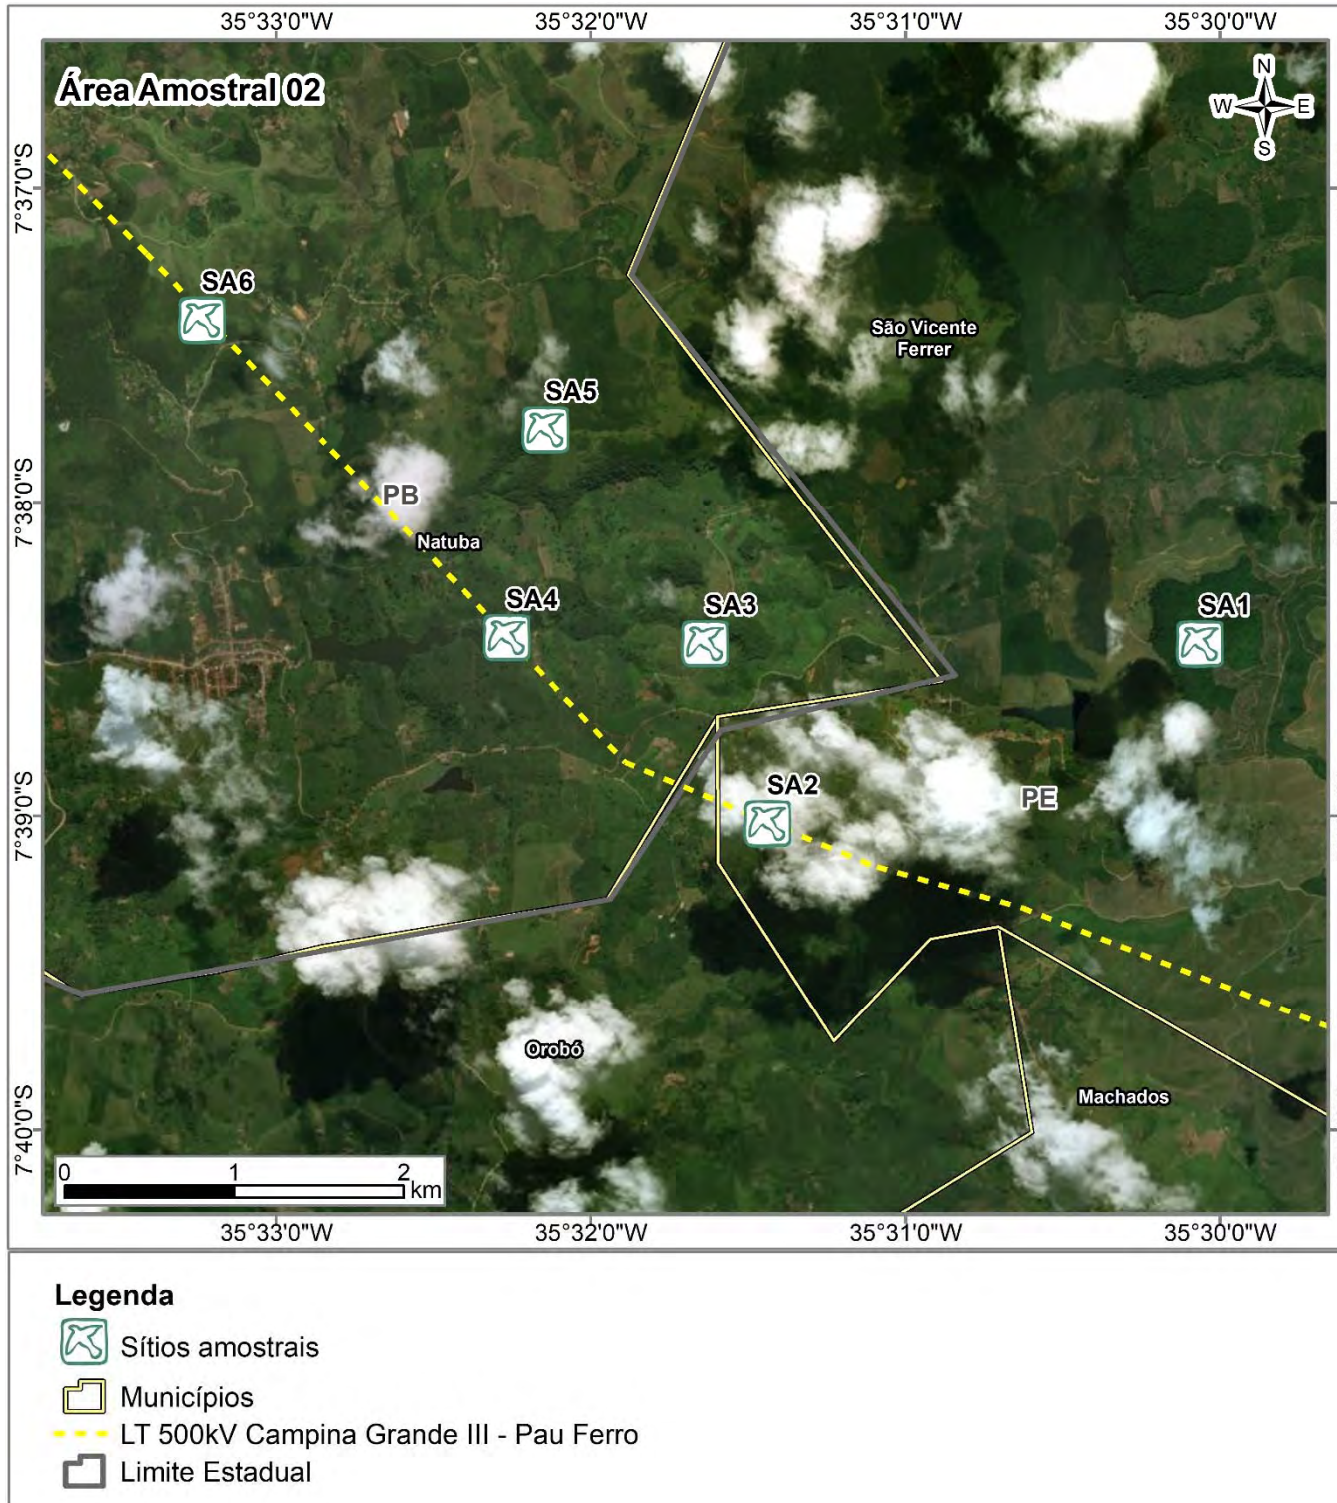 35°33'0"W 35°32'0"W 35°31'0"W 35°30'0"W
Área Amostral 02
N
W E
S
7°37'0"S
SA6
São Vicente
Ferrer
SA5
7°38'0"S
PB
Natuba
SA4
SA3
SA1
SA2
PE
7°39'0"S
Orobó
Machados
7°40'0"S
0 1 2
km
35°33'0"W 35°32'0"W 35°31'0"W 35°30'0"W
Legenda
Sítios amostrais
Municípios
LT 500kV Campina Grande III - Pau Ferro
Limite Estadual